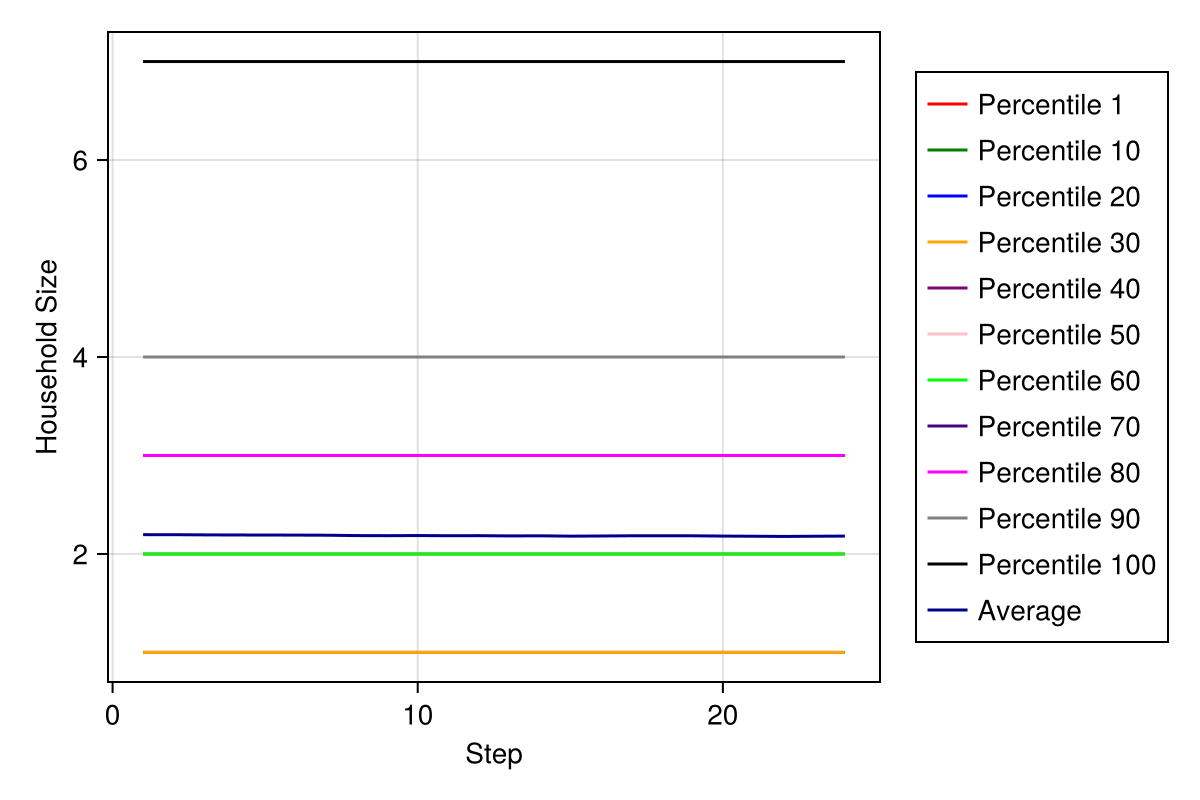 Household Size
6
4
2
0
10
20
Step
Percentile 1
Percentile 10
Percentile 20
Percentile 30
Percentile 40
Percentile 50
Percentile 60
Percentile 70
Percentile 80
Percentile 90
Percentile 100
Average